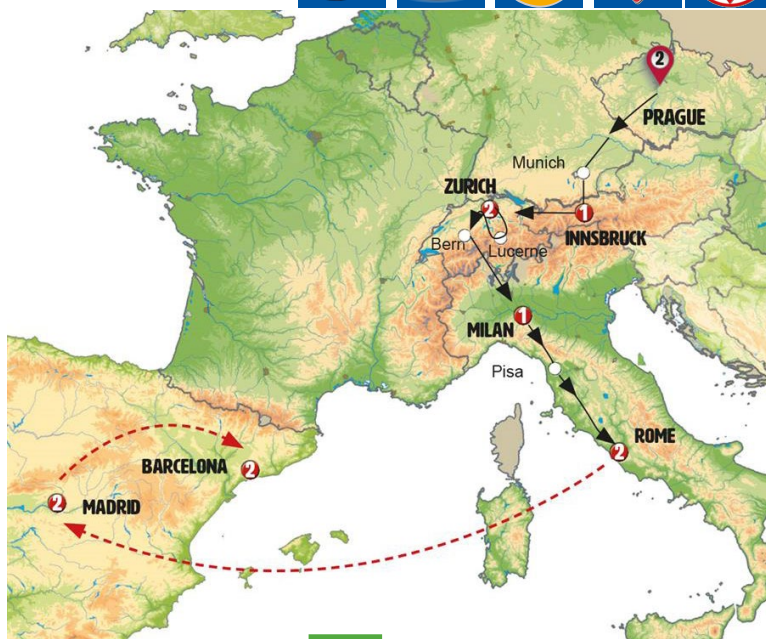 2
PRAGUE
Munich
ZURICH
2
1
INNSBRUCK
Bern
Lucerne
MILAN
1
Pisa
ROME
2
BARCELONA
2
2
MADRID